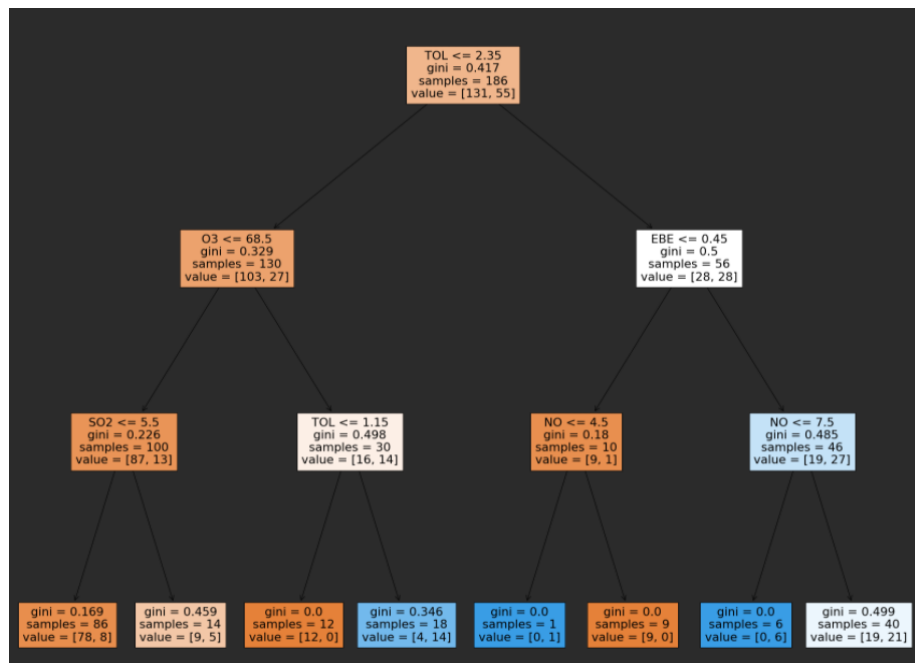 TOL <= 2.35
gini = 0.417
samples = 186
value = [131, 55]
O3 <= 68.5
gini = 0.329
samples = 130
value = [103, 27]
EBE <= 0.45
gini = 0.5
samples = 56
value = [28, 28]
SO2 <= 5.5
gini = 0.226
samples = 100
value = [87, 13]
TOL <= 1.15
gini = 0.498
samples = 30
value = [16, 14]
NO <= 4.5
gini = 0.18
samples = 10
value = [9, 1]
NO <= 7.5
gini = 0.485
samples = 46
value = [19, 27]
gini = 0.169
samples = 86
value = [78, 8]
gini = 0.459
samples = 14
value = [9, 5]
gini = 0.0
samples = 12
value = [12, 0]
gini = 0.346
samples = 18
value = [4, 14]
gini = 0.0
samples = 1
value = [0, 1]
gini = 0.0
samples = 9
value = [9, 0]
gini = 0.0
samples = 6
value = [0, 6]
gini = 0.499
samples = 40
value = [19, 21]